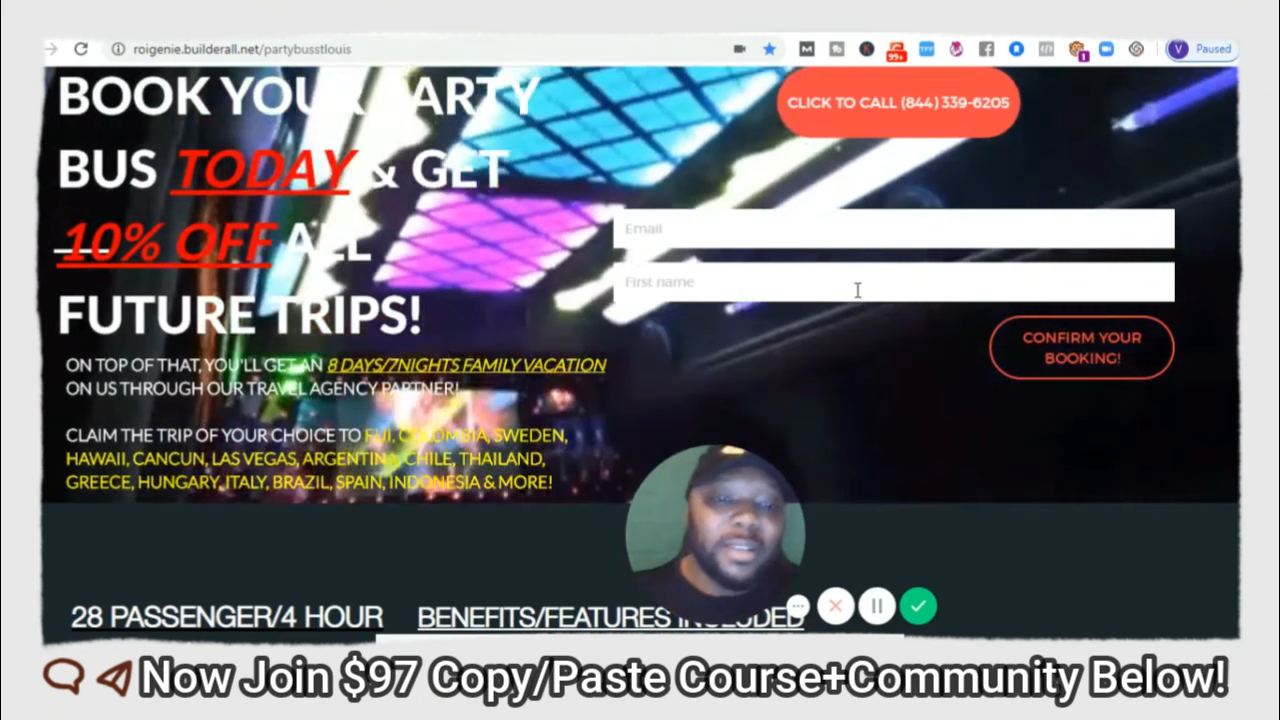 roigenie.builderall.net/partybusstlouis
99+
1
V Paused
BOOK YOUR PARTY
BUS TODAY & GET
10% OFF ALL
FUTURE TRIPS!
CLICK TO CALL (844) 339-6205
Email
First name
CONFIRM YOUR
BOOKING!
ON TOP OF THAT, YOU'LL GET AN 8 DAYS/7NIGHTS FAMILY VACATION
ON US THROUGH OUR TRAVEL AGENCY PARTNER!
CLAIM THE TRIP OF YOUR CHOICE TO FIJI, COLOMBIA, SWEDEN,
HAWAII, CANCUN, LAS VEGAS, ARGENTINA, CHILE, THAILAND,
GREECE, HUNGARY, ITALY, BRAZIL, SPAIN, INDONESIA & MORE!
28 PASSENGER/4 HOUR
BENEFITS/FEATURES INCLUDED
Now Join $97 Copy/Paste Course+Community Below!